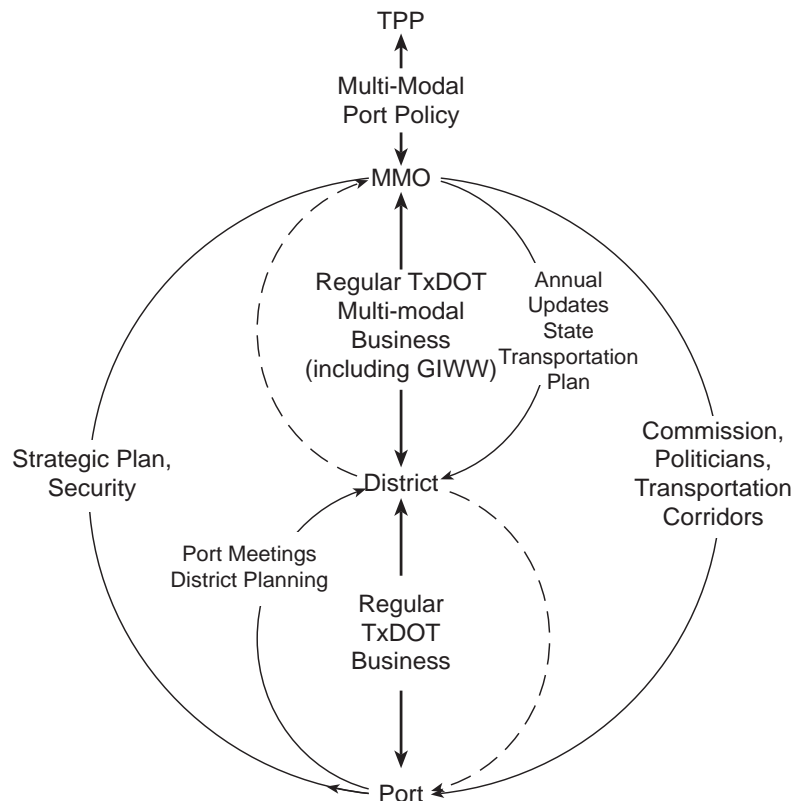 TPP
Multi-Modal
Port Policy
MMO
Regular TxDOT
Multi-modal
Business
(including GIWW)
Annual
Updates
State
Transportation
Plan
Strategic Plan,
Security
Commission,
Politicians,
Transportation
Corridors
District
Port Meetings
District Planning
Regular
TxDOT
Business
Port